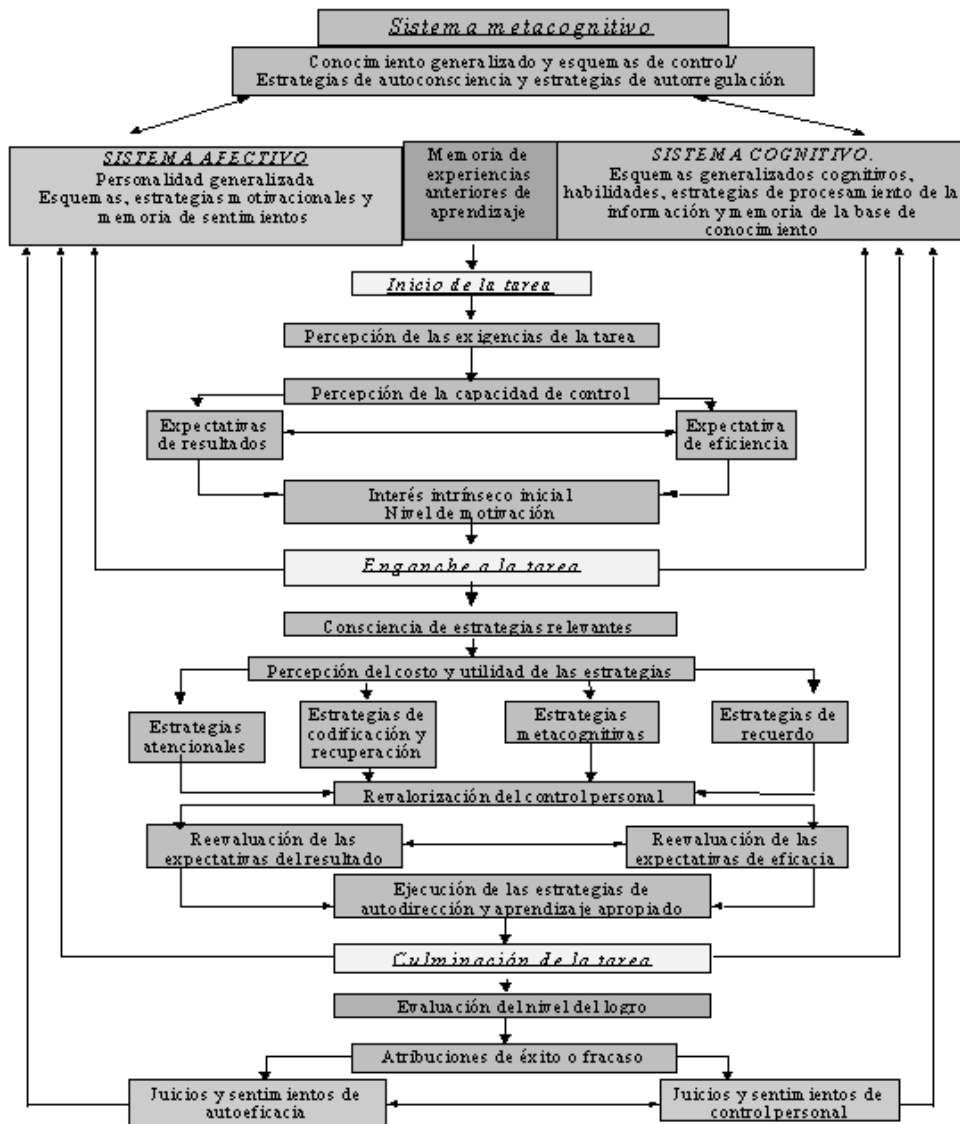 Sistema metacognitivo
Conocimiento generalizado y esquemas de control/
Estrategias de autoconsciencia y estrategias de autorregulación
SISTEMA AFECTIVO
Personalidad generalizada
Esquemas, estrategias motivacionales y
memoria de sentimientos
Memoria de
experiencias
anteriores de
aprendizaje
SISTEMA COGNITIVO.
Esquemas generalizados cognitivos,
habilidades, estrategias de procesamiento de la
información y memoria de la base de
conocimiento
Inicio de la tarea
Percepción de las exigencias de la tarea
Percepción de la capacidad de control
Expectativas
de resultados
Expectativa
de eficiencia
Interés intrínseco inicial
Nivel de motivación
Enganche a la tarea
Consciencia de estrategias relevantes
Percepción del costo y utilidad de las estrategias
Estrategias
atencionales
Estrategias de
codificación y
recuperación
Estrategias
metacognitivas
Estrategias de
recuerdo
Revalorización del control personal
Reevaluación de las
expectativas del resultado
Reevaluación de las
expectativas de eficacia
Ejecución de las estrategias de
autodirección y aprendizaje apropiado
Culminación de la tarea
Evaluación del nivel del logro
Atribuciones de éxito o fracaso
Juicios y sentimientos de
autoeficacia
Juicios y sentimientos de
control personal